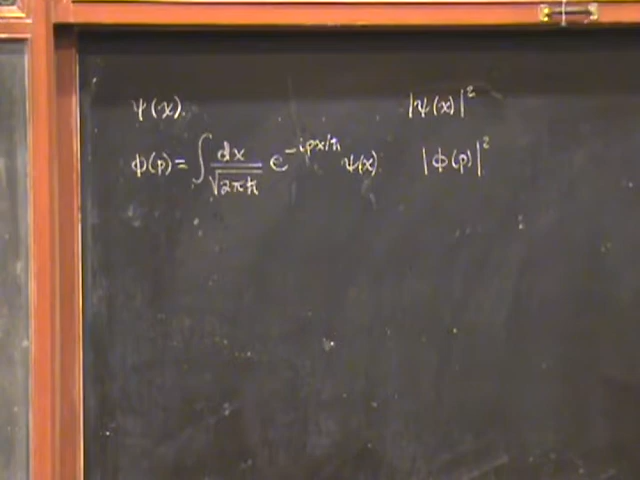 ψ(x) |ψ(x)|²
φ(p) = ∫ dx/√2πħ e^{-ipx/ħ} ψ(x) |φ(p)|²